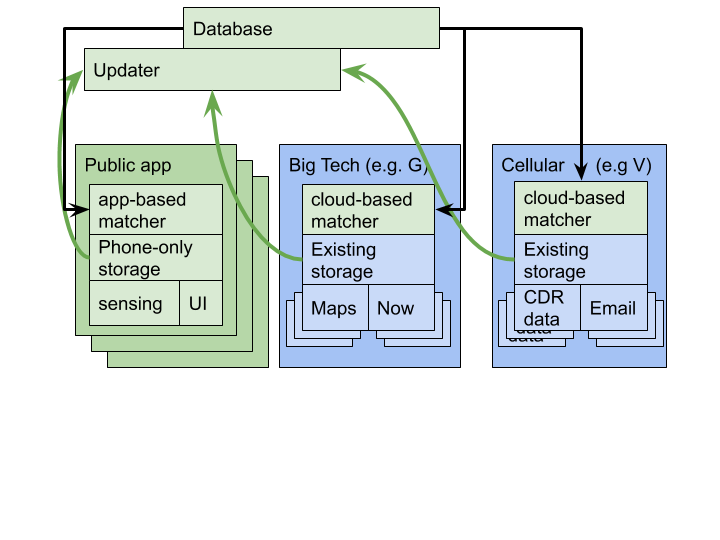 Database
Updater
Public app
app-based
matcher
Phone-only
storage
sensing
UI
Big Tech (e.g. G)
cloud-based
matcher
Existing
storage
Maps
Now
Cellular (e.g V)
cloud-based
matcher
Existing
storage
CDR
data
Email
data
data